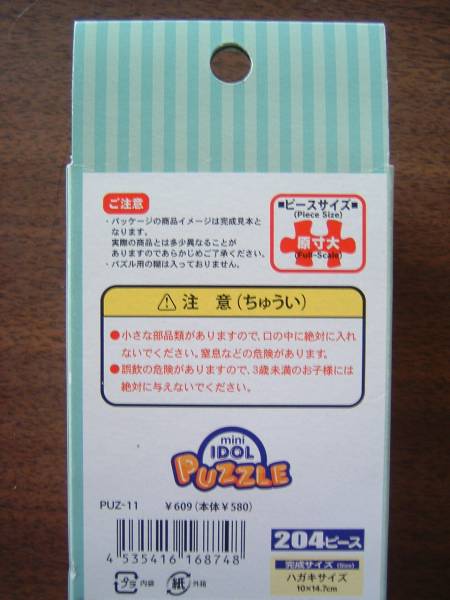 ご注意
・パッケージの商品イメージは完成見本と
なります。
実際の商品とは多少異なることが
ありますのであらかじめご了承ください。
・パズル用の糊は入っておりません。
■ピースサイズ■
(Piece Size)
原寸大
(Full-Scale)
⚠注 意(ちゅうい)
●小さな部品類がありますので、口の中に絶対に入れ
ないでください。窒息などの危険があります。
●誤飲の危険がありますので、3歳未満のお子様には
絶対に与えないでください。
mini
IDOL
PUZZLE
PUZ-11 ¥609(本体¥580)
4 535416 168748
プラ 内袋 紙 外箱
204ピース
完成サイズ(Size)
ハガキサイズ
10×14.7cm